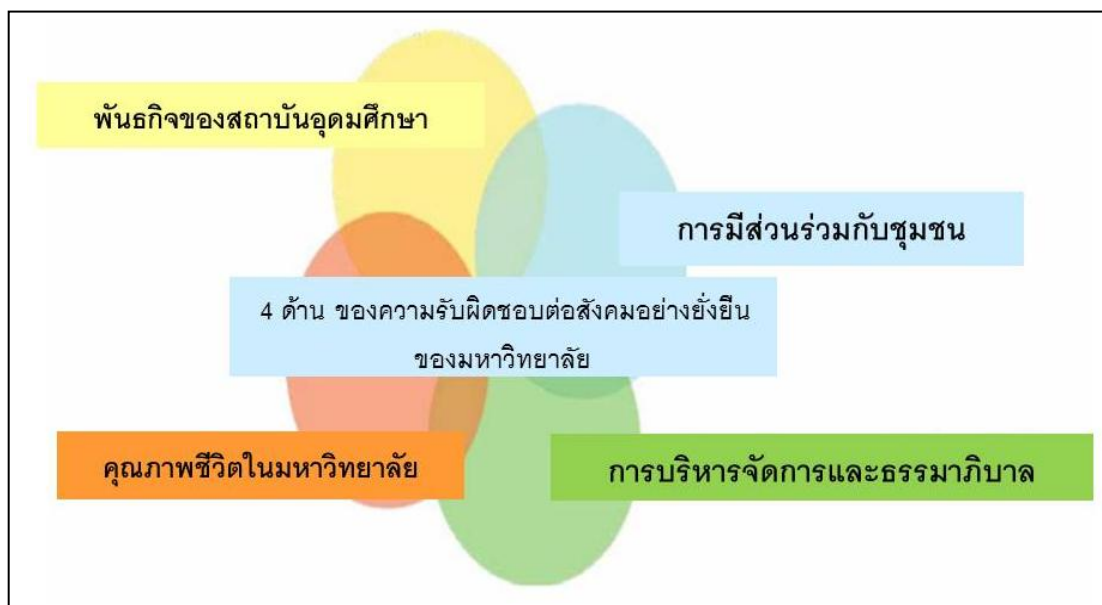 พันธกิจของสถาบันอุดมศึกษา
การมีส่วนร่วมกับชุมชน
4 ด้าน ของความรับผิดชอบต่อสังคมอย่างยั่งยืน
ของมหาวิทยาลัย
คุณภาพชีวิตในมหาวิทยาลัย
การบริหารจัดการและธรรมาภิบาล